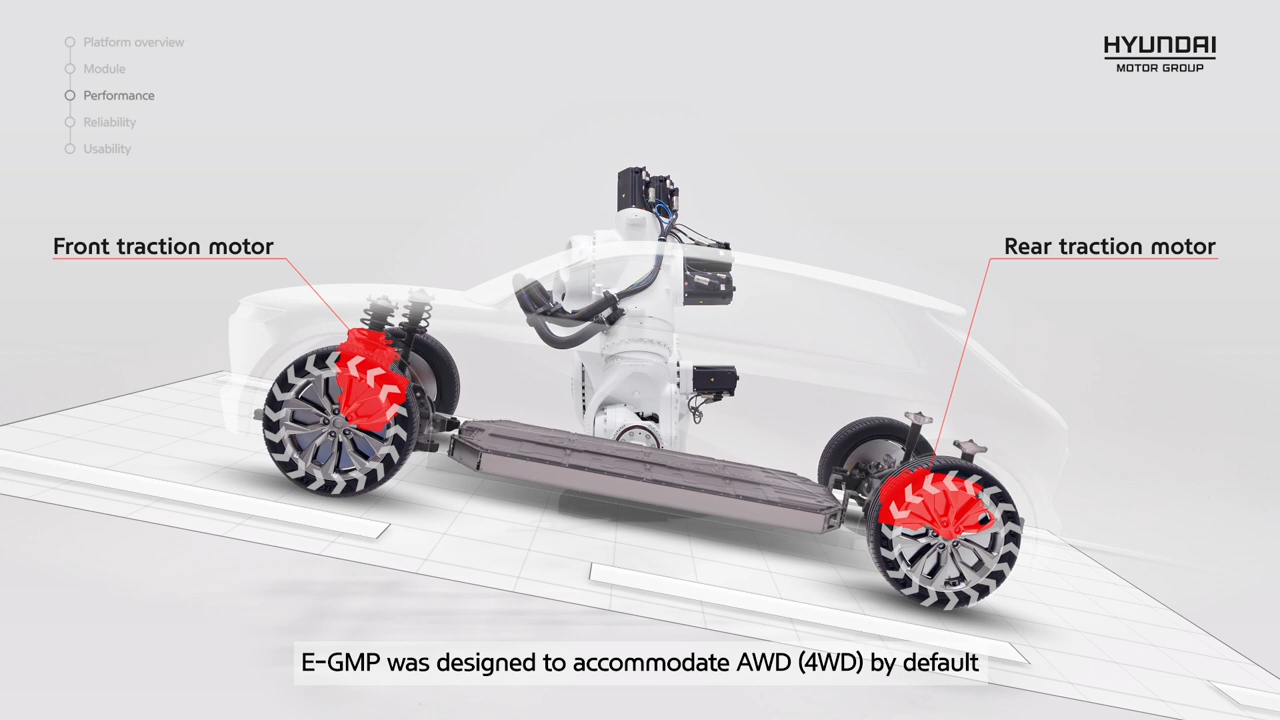 Platform overview
Module
Performance
Reliability
Usability
HYUNDAI
MOTOR GROUP
Front traction motor
Rear traction motor
E-GMP was designed to accommodate AWD (4WD) by default